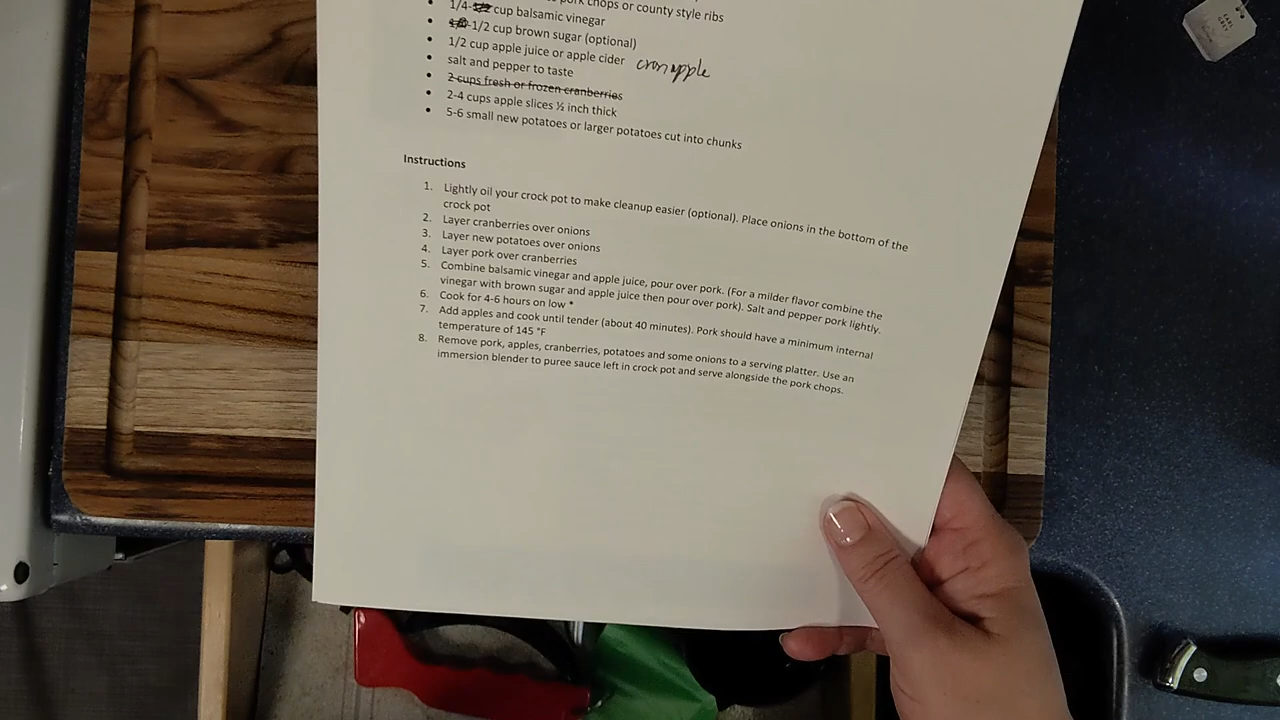 chops or county style ribs
1/4- cup balsamic vinegar
-1/2 cup brown sugar (optional)
1/2 cup apple juice or apple cider cranapple
salt and pepper to taste
2 cups fresh or frozen cranberries
2-4 cups apple slices ½ inch thick
5-6 small new potatoes or larger potatoes cut into chunks
Instructions
1. Lightly oil your crock pot to make cleanup easier (optional). Place onions in the bottom of the
crock pot
2. Layer cranberries over onions
3. Layer new potatoes over onions
4. Layer pork over cranberries
5. Combine balsamic vinegar and apple juice, pour over pork. (For a milder flavor combine the
vinegar with brown sugar and apple juice then pour over pork). Salt and pepper pork lightly.
6. Cook for 4-6 hours on low *
7. Add apples and cook until tender (about 40 minutes). Pork should have a minimum internal
temperature of 145 °F
8. Remove pork, apples, cranberries, potatoes and some onions to a serving platter. Use an
immersion blender to puree sauce left in crock pot and serve alongside the pork chops.
EARL
GREY